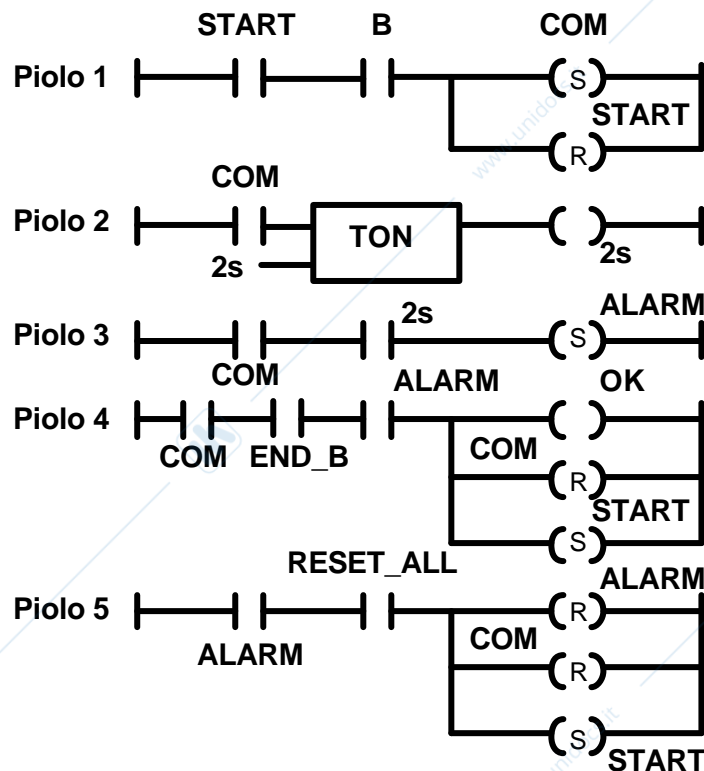 START B COM
Piolo 1 S
START
R
COM
Piolo 2 TON
2s 2s
ALARM
Piolo 3 2s S
COM
ALARM OK
Piolo 4
COM END_B COM
R
START
S
RESET_ALL ALARM
Piolo 5 R
ALARM COM
R
S
START